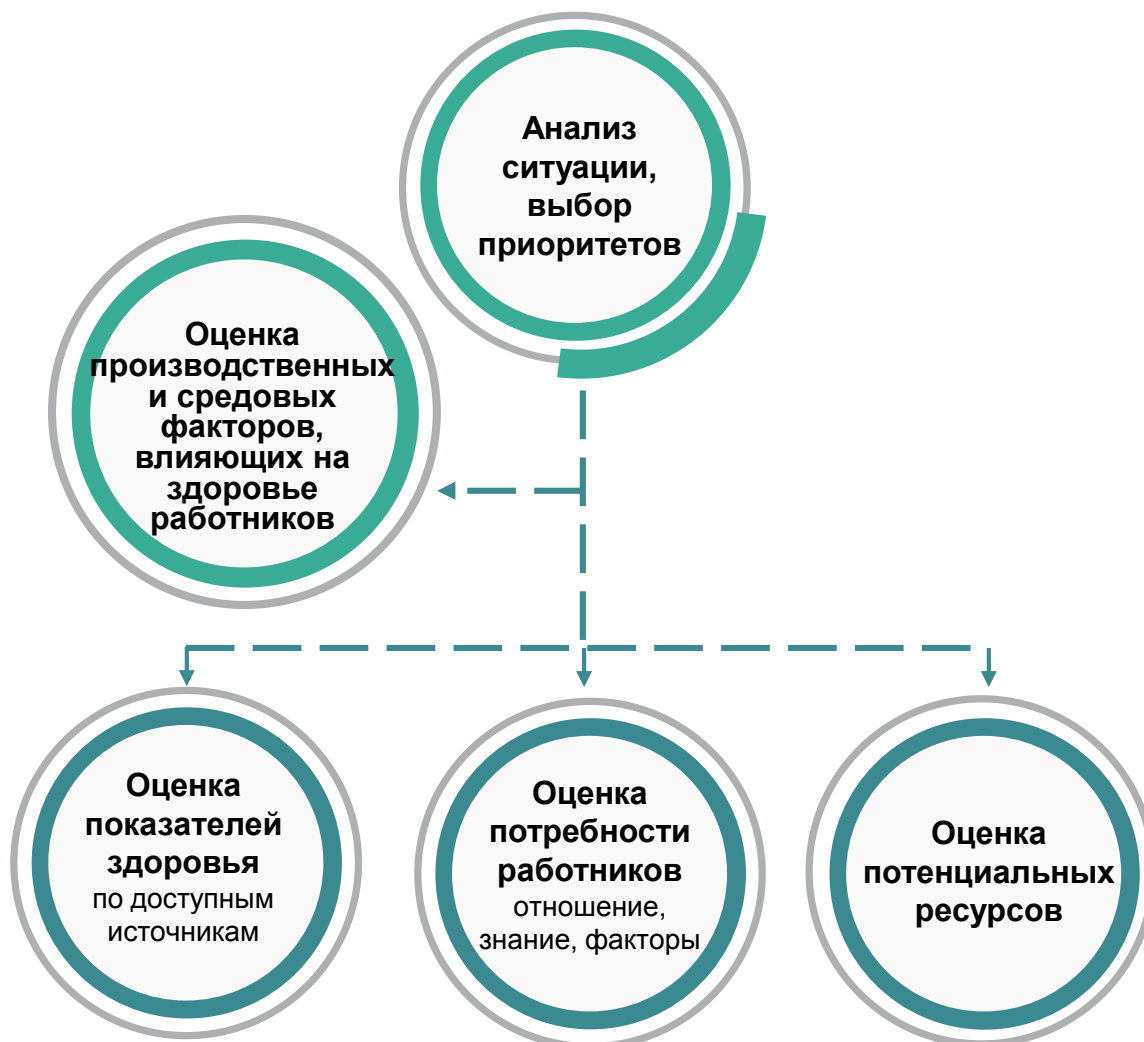 Анализ
ситуации,
выбор
приоритетов
Оценка
производственных
и средовых
факторов,
влияющих на
здоровье
работников
Оценка
показателей
здоровья
по доступным
источникам
Оценка
потребности
работников
отношение,
знание, факторы
Оценка
потенциальных
ресурсов